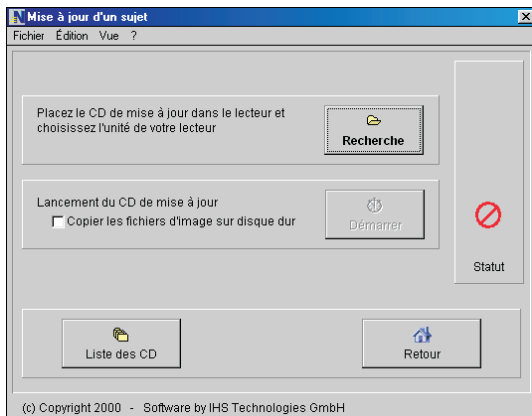 Mise à jour d'un sujet
Fichier Édition Vue ?
Placez le CD de mise à jour dans le lecteur et
choisissez l'unité de votre lecteur
Recherche
Lancement du CD de mise à jour
Copier les fichiers d'image sur disque dur
Démarrer
Statut
Liste des CD
Retour
(c) Copyright 2000 - Software by IHS Technologies GmbH